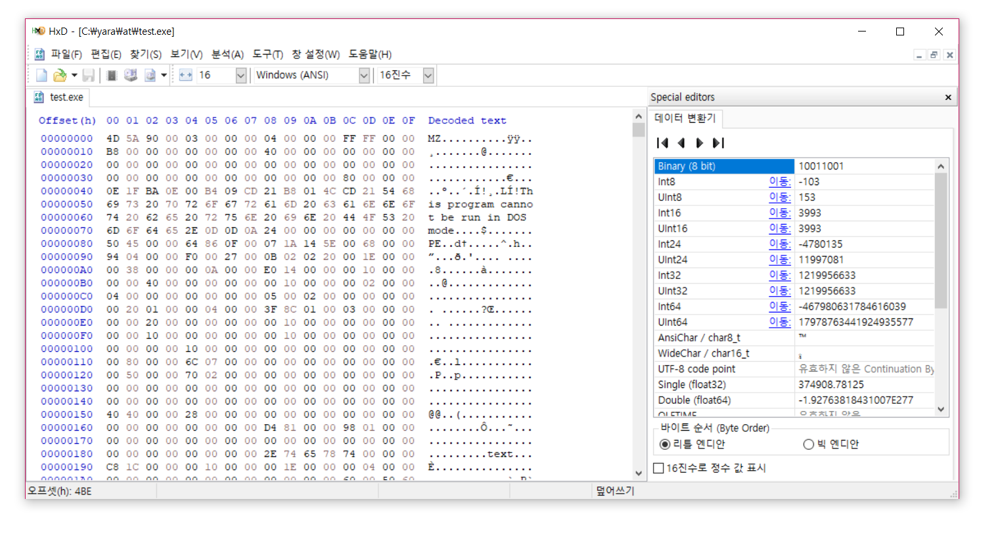 HxD - [C:₩yara₩at₩test.exe]
파일(F) 편집(E) 찾기(S) 보기(V) 분석(A) 도구(T) 창 설정(W) 도움말(H)
16 Windows (ANSI) 16진수
test.exe
Offset(h) 00 01 02 03 04 05 06 07 08 09 0A 0B 0C 0D 0E 0F Decoded text
00000000 4D 5A 90 00 03 00 00 00 04 00 00 00 FF FF 00 00 MZ..........ÿÿ..
00000010 B8 00 00 00 00 00 00 00 40 00 00 00 00 00 00 00 ¸.......@.......
00000020 00 00 00 00 00 00 00 00 00 00 00 00 00 00 00 00 ................
00000030 00 00 00 00 00 00 00 00 00 00 00 00 80 00 00 00 ............€...
00000040 0E 1F BA 0E 00 B4 09 CD 21 B8 01 4C CD 21 54 68 ..º..´.Í!¸.LÍ!Th
00000050 69 73 20 70 72 6F 67 72 61 6D 20 63 61 6E 6E 6F is program canno
00000060 74 20 62 65 20 72 75 6E 20 69 6E 20 44 4F 53 20 t be run in DOS
00000070 6D 6F 64 65 2E 0D 0D 0A 24 00 00 00 00 00 00 00 mode....$.......
00000080 50 45 00 00 64 86 0F 00 07 1A 14 5E 00 68 00 00 PE..d†.....^.h..
00000090 94 04 00 00 F0 00 27 00 0B 02 02 20 00 1E 00 00 ”...ð.'.... ....
000000A0 00 38 00 00 00 0A 00 00 E0 14 00 00 00 10 00 00 .8......à.......
000000B0 00 00 40 00 00 00 00 00 00 10 00 00 00 02 00 00 ..@.............
000000C0 04 00 00 00 00 00 00 00 05 00 02 00 00 00 00 00 ................
000000D0 00 20 01 00 00 04 00 00 3F 8C 01 00 03 00 00 00 . ......?Œ......
000000E0 00 00 20 00 00 00 00 00 00 10 00 00 00 00 00 00 .. .............
000000F0 00 00 10 00 00 00 00 00 00 10 00 00 00 00 00 00 ................
00000100 00 00 00 00 10 00 00 00 00 00 00 00 00 00 00 00 ................
00000110 00 80 00 00 6C 07 00 00 00 00 00 00 00 00 00 00 .€..l...........
00000120 00 50 00 00 70 02 00 00 00 00 00 00 00 00 00 00 .P..p...........
00000130 00 00 00 00 00 00 00 00 00 00 00 00 00 00 00 00 ................
00000140 00 00 00 00 00 00 00 00 00 00 00 00 00 00 00 00 ................
00000150 40 40 00 00 28 00 00 00 00 00 00 00 00 00 00 00 @@..(...........
00000160 00 00 00 00 00 00 00 00 D4 81 00 00 98 01 00 00 ........Ô...˜...
00000170 00 00 00 00 00 00 00 00 00 00 00 00 00 00 00 00 ................
00000180 00 00 00 00 00 00 00 00 2E 74 65 78 74 00 00 00 .........text...
00000190 C8 1C 00 00 00 10 00 00 00 1E 00 00 00 04 00 00 È...............
000001A0 00 00 00 00 00 00 00 00 00 00 00 00 60 00 50 60
Special editors
데이터 변환기
Binary (8 bit) 10011001
Int8 이동: -103
UInt8 이동: 153
Int16 이동: 3993
UInt16 이동: 3993
Int24 이동: -4780135
UInt24 이동: 11997081
Int32 이동: 1219956633
UInt32 이동: 1219956633
Int64 이동: -467980631784616039
UInt64 이동: 17978763441924935577
AnsiChar / char8_t ™
WideChar / char16_t
UTF-8 code point 유효하지 않은 Continuation By
Single (float32) 374908.78125
Double (float64) -1.92763818431007E277
OLETIME 유효하지 않은
바이트 순서 (Byte Order)
리틀 엔디안 빅 엔디안
16진수로 정수 값 표시
오프셋(h): 4BE 덮어쓰기